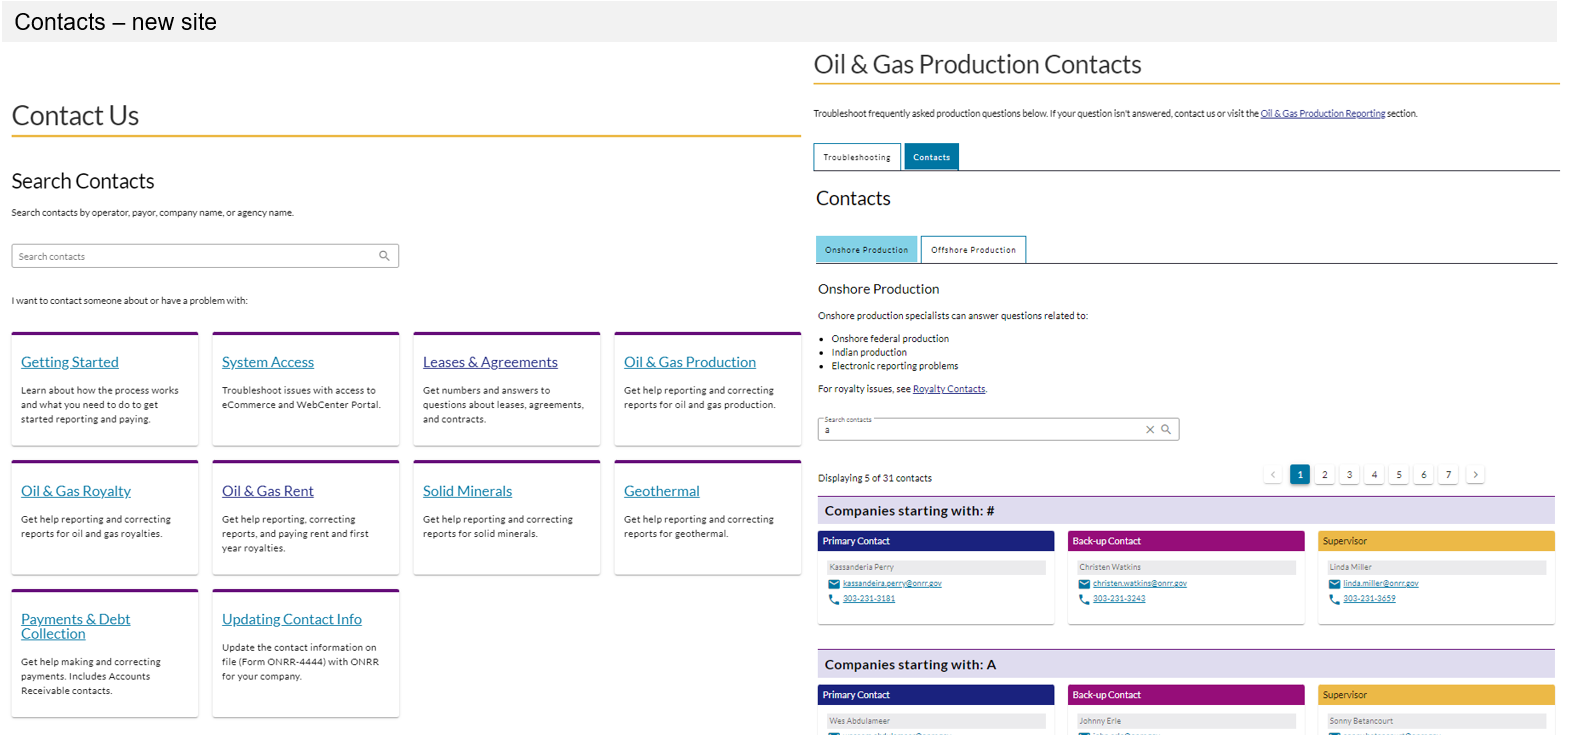 Contacts – new site
Contact Us
Search Contacts
Search contacts by operator, payor, company name, or agency name.
Search contacts
I want to contact someone about or have a problem with:
Getting Started
Learn about how the process works
and what you need to do to get
started reporting and paying.
System Access
Troubleshoot issues with access to
eCommerce and WebCenter Portal.
Leases & Agreements
Get numbers and answers to
questions about leases, agreements,
and contracts.
Oil & Gas Production
Get help reporting and correcting
reports for oil and gas production.
Oil & Gas Royalty
Get help reporting and correcting
reports for oil and gas royalties.
Oil & Gas Rent
Get help reporting, correcting
reports, and paying rent and first
year royalties.
Solid Minerals
Get help reporting and correcting
reports for solid minerals.
Geothermal
Get help reporting and correcting
reports for geothermal.
Payments & Debt
Collection
Get help making and correcting
payments. Includes Accounts
Receivable contacts.
Updating Contact Info
Update the contact information on
file (Form ONRR-4444) with ONRR
for your company.
Oil & Gas Production Contacts
Troubleshoot frequently asked production questions below. If your question isn't answered, contact us or visit the Oil & Gas Production Reporting section.
Troubleshooting
Contacts
Contacts
Onshore Production
Offshore Production
Onshore Production
Onshore production specialists can answer questions related to:
• Onshore federal production
• Indian production
• Electronic reporting problems
For royalty issues, see Royalty Contacts.
Search contacts
a
Displaying 5 of 31 contacts
< 1 2 3 4 5 6 7 >
Companies starting with: #
Primary Contact
Kassanderia Perry
kassandeira.perry@onrr.gov
303-231-3181
Back-up Contact
Christen Watkins
christen.watkins@onrr.gov
303-231-3243
Supervisor
Linda Miller
linda.miller@onrr.gov
303-231-3659
Companies starting with: A
Primary Contact
Wes Abdulameer
Back-up Contact
Johnny Erle
Supervisor
Sonny Betancourt